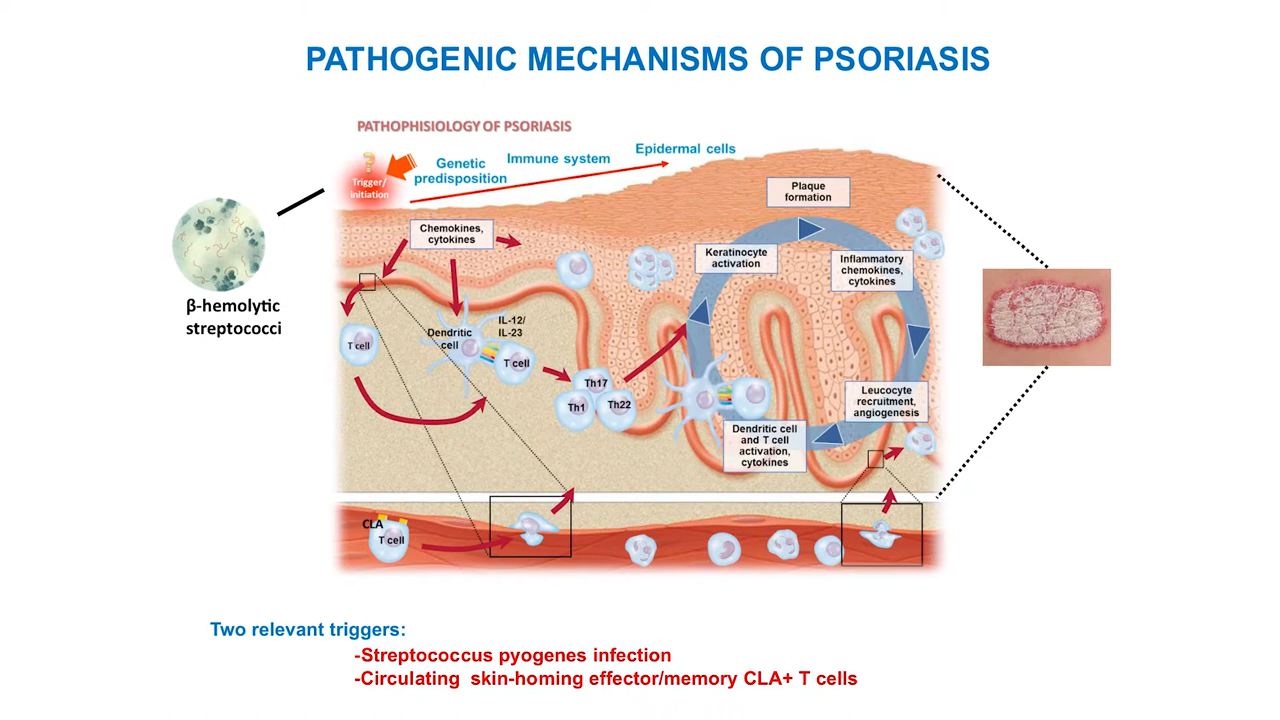 PATHOGENIC MECHANISMS OF PSORIASIS
PATHOPHISIOLOGY OF PSORIASIS
?
Trigger/
initiation
Genetic
predisposition
Immune system
Epidermal cells
β-hemolytic
streptococci
Chemokines,
cytokines
T cell
Dendritic
cell
IL-12/
IL-23
T cell
Th17
Th1
Th22
Plaque
formation
Keratinocyte
activation
Inflammatory
chemokines,
cytokines
Leucocyte
recruitment,
angiogenesis
Dendritic cell
and T cell
activation,
cytokines
CLA
T cell
Two relevant triggers:
-Streptococcus pyogenes infection
-Circulating skin-homing effector/memory CLA+ T cells